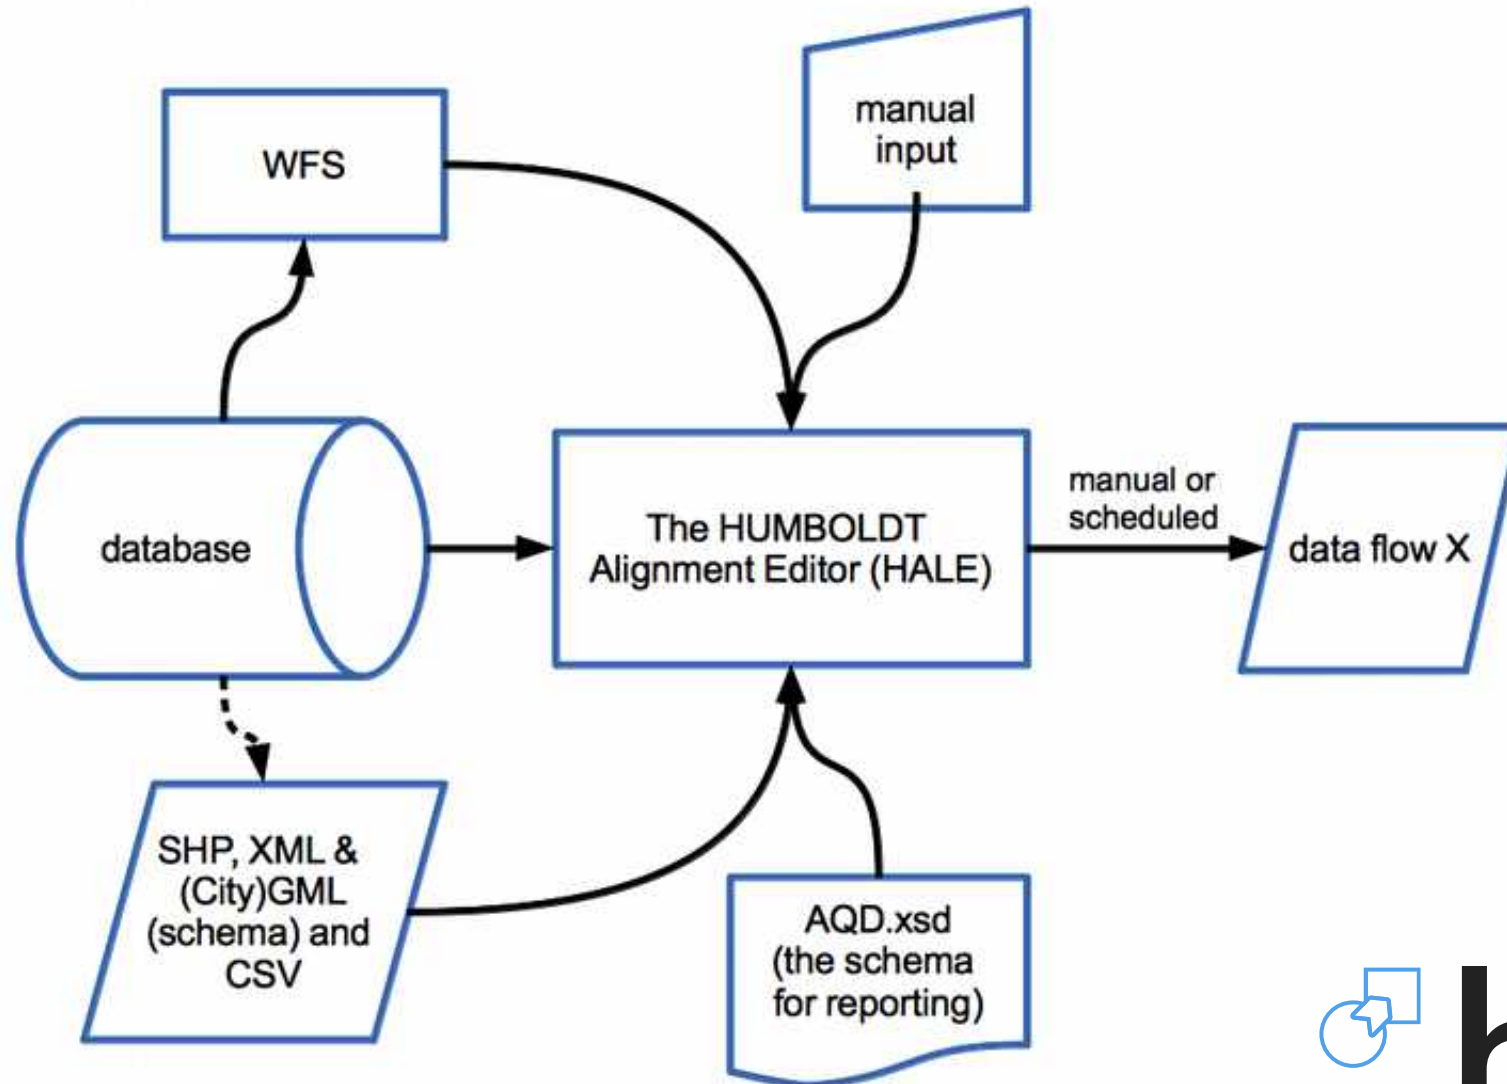 WFS
manual
input
database
The HUMBOLDT
Alignment Editor (HALE)
manual or
scheduled
data flow X
SHP, XML &
(City)GML
(schema) and
CSV
AQD.xsd
(the schema
for reporting)